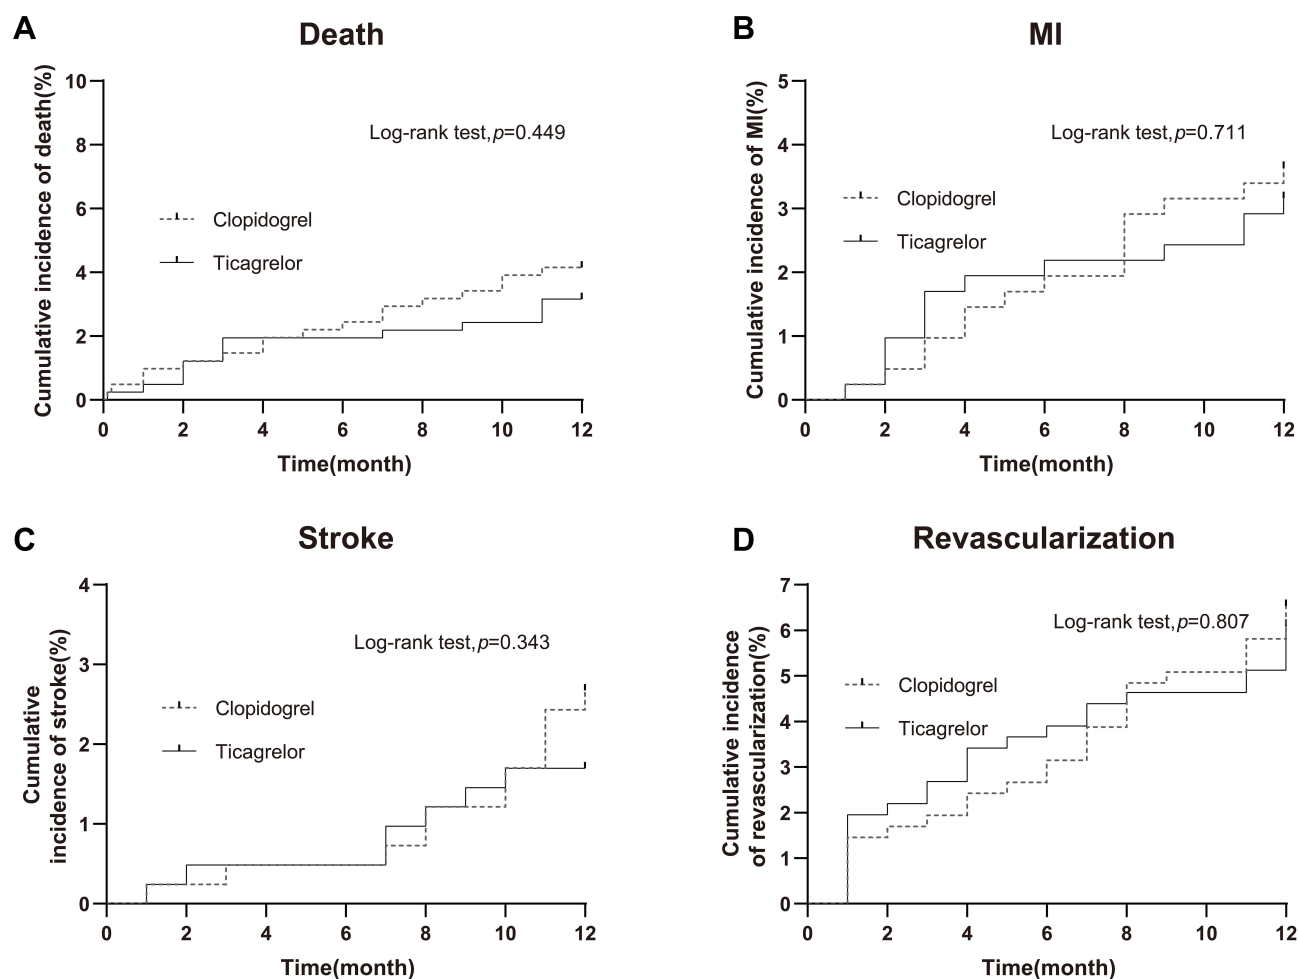 A
Death
Cumulative incidence of death(%)
10
8
6
4
2
0
Log-rank test,p=0.449
Clopidogrel
Ticagrelor
0 2 4 6 8 10 12
Time(month)
B
MI
Cumulative incidence of MI(%)
5
4
3
2
1
0
Log-rank test,p=0.711
Clopidogrel
Ticagrelor
0 2 4 6 8 10 12
Time(month)
C
Stroke
Cumulative
incidence of stroke(%)
4
3
2
1
0
Log-rank test,p=0.343
Clopidogrel
Ticagrelor
0 2 4 6 8 10 12
Time(month)
D
Revascularization
Cumulative incidence
of revascularization(%)
7
6
5
4
3
2
1
0
Log-rank test,p=0.807
Clopidogrel
Ticagrelor
0 2 4 6 8 10 12
Time(month)